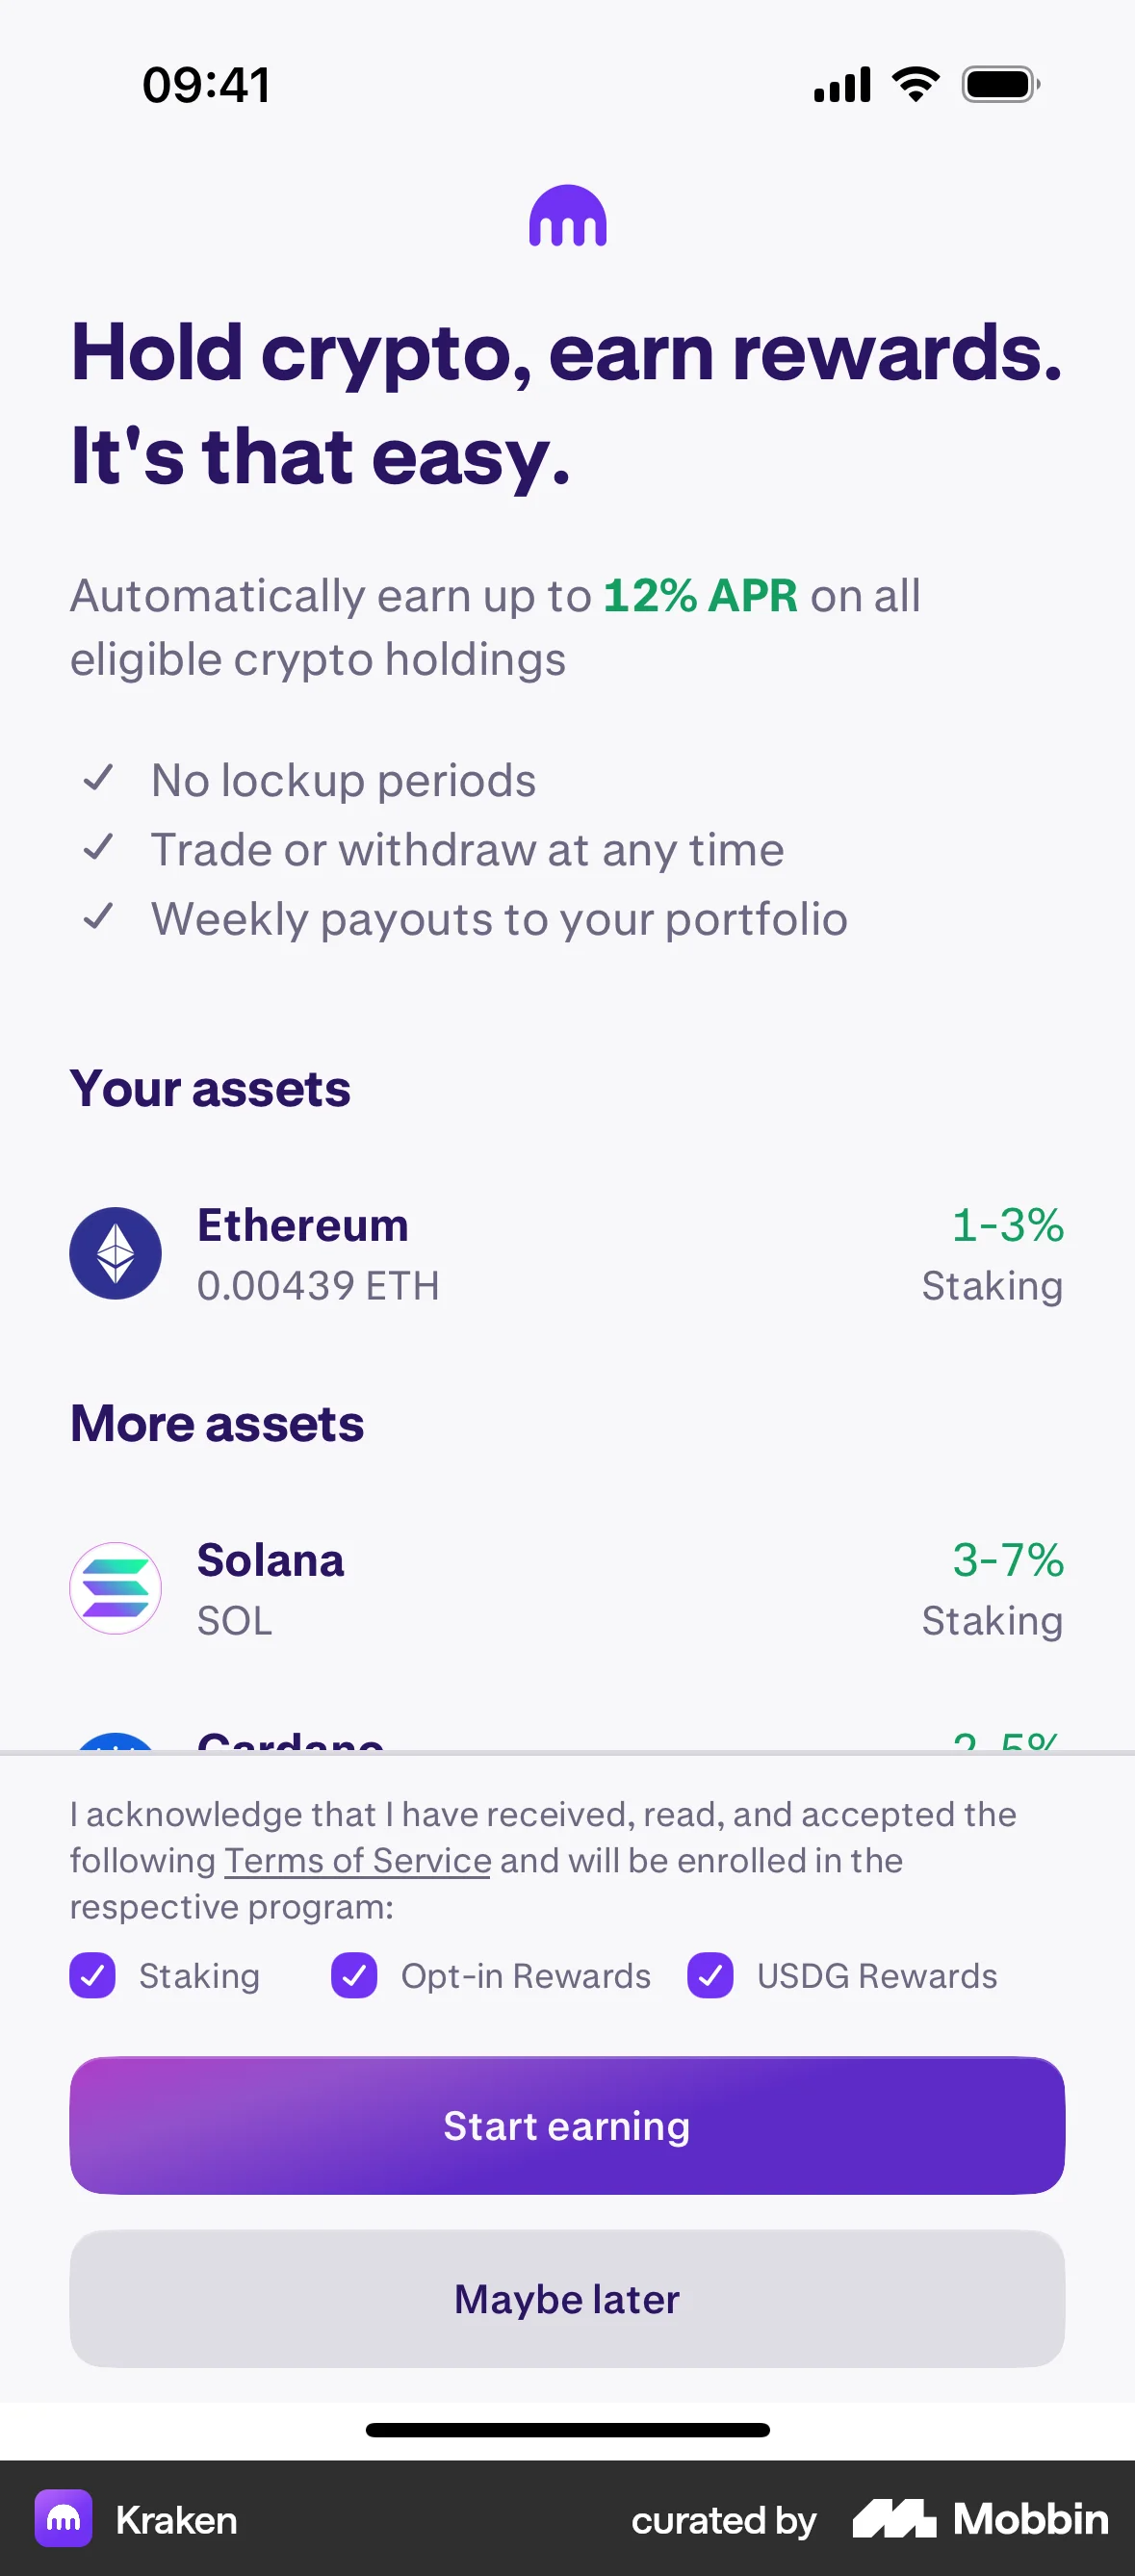 09:41
Hold crypto, earn rewards.
It's that easy.
Automatically earn up to 12% APR on all
eligible crypto holdings
No lockup periods
Trade or withdraw at any time
Weekly payouts to your portfolio
Your assets
Ethereum 1-3%
0.00439 ETH Staking
More assets
Solana 3-7%
SOL Staking
Cardano 2-5%
I acknowledge that I have received, read, and accepted the
following Terms of Service and will be enrolled in the
respective program:
Staking Opt-in Rewards USDG Rewards
Start earning
Maybe later
Kraken curated by Mobbin